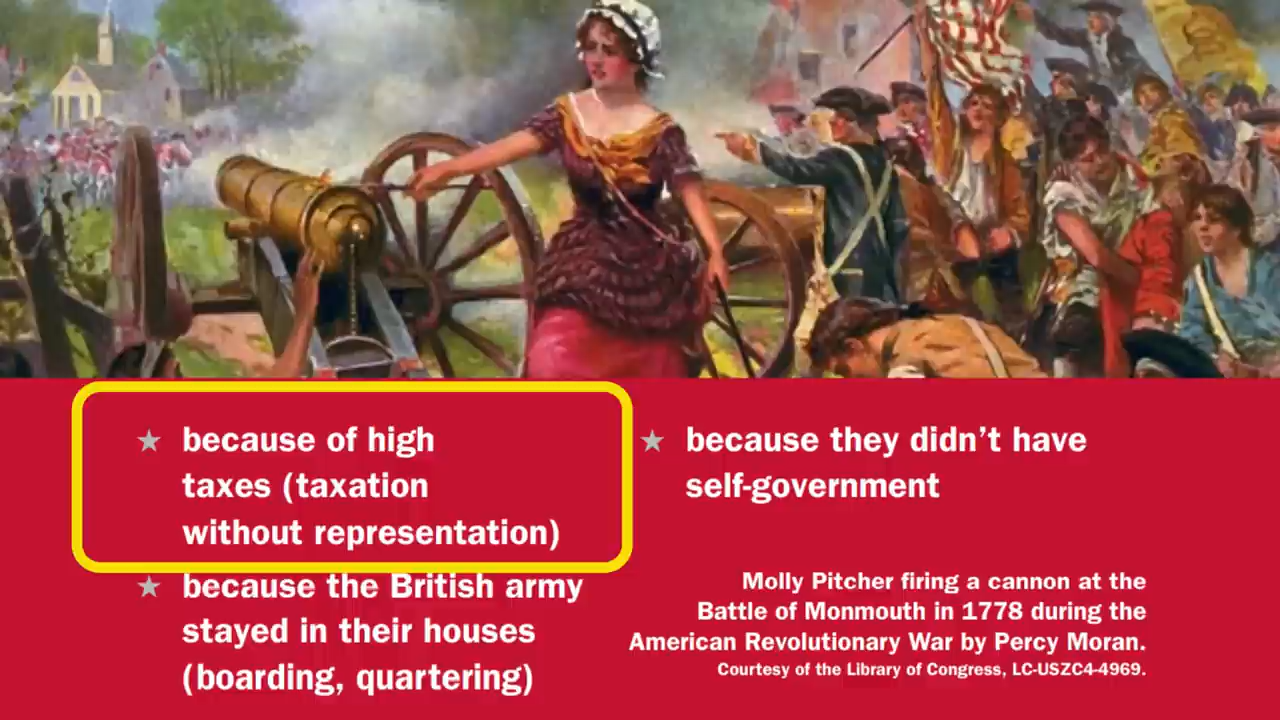 ★ because of high
taxes (taxation
without representation)
★ because the British army
stayed in their houses
(boarding, quartering)
★ because they didn’t have
self-government
Molly Pitcher firing a cannon at the
Battle of Monmouth in 1778 during the
American Revolutionary War by Percy Moran.
Courtesy of the Library of Congress, LC-USZC4-4969.